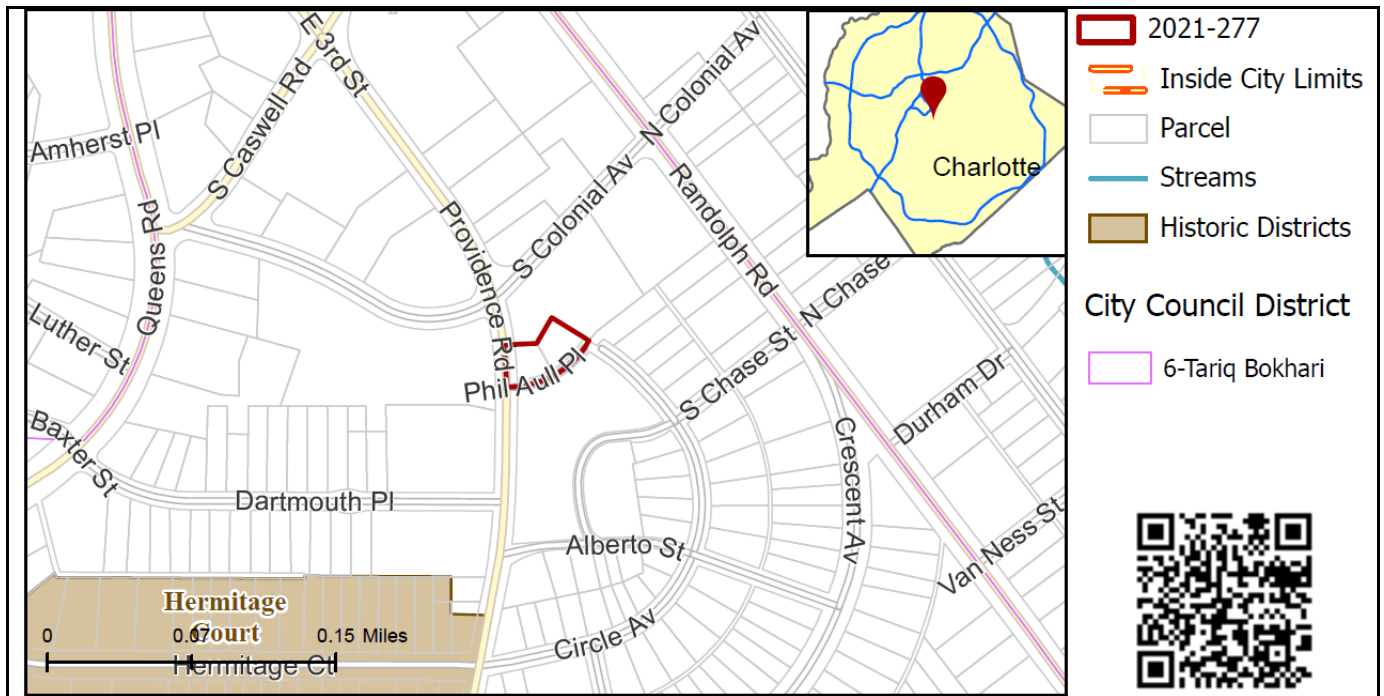 E 3rd St
S Caswell Rd
Amherst Pl
Queens Rd
Luther St
Baxter St
Providence Rd
S Colonial Av
N Colonial Av
Randolph Rd
Phil Aull Pl
S Chase St
N Chase
Durham Dr
Crescent Av
Van Ness St
Dartmouth Pl
Alberto St
Circle Av
Hermitage
Court
0
0.07
0.15 Miles
Hermitage Ct
Charlotte
2021-277
Inside City Limits
Parcel
Streams
Historic Districts
City Council District
6-Tariq Bokhari